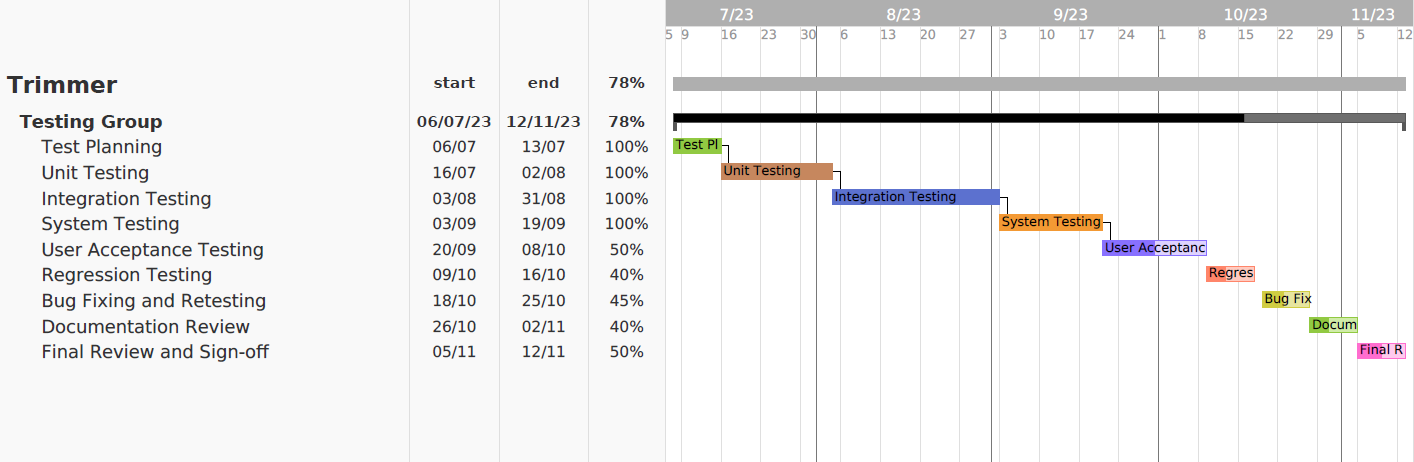 7/23 8/23 9/23 10/23 11/23
5 9 16 23 30 6 13 20 27 3 10 17 24 1 8 15 22 29 5 12
Trimmer start end 78%
Testing Group 06/07/23 12/11/23 78%
Test Planning 06/07 13/07 100% Test Pl
Unit Testing 16/07 02/08 100% Unit Testing
Integration Testing 03/08 31/08 100% Integration Testing
System Testing 03/09 19/09 100% System Testing
User Acceptance Testing 20/09 08/10 50% User Acceptanc
Regression Testing 09/10 16/10 40% Regres
Bug Fixing and Retesting 18/10 25/10 45% Bug Fix
Documentation Review 26/10 02/11 40% Docum
Final Review and Sign-off 05/11 12/11 50% Final R